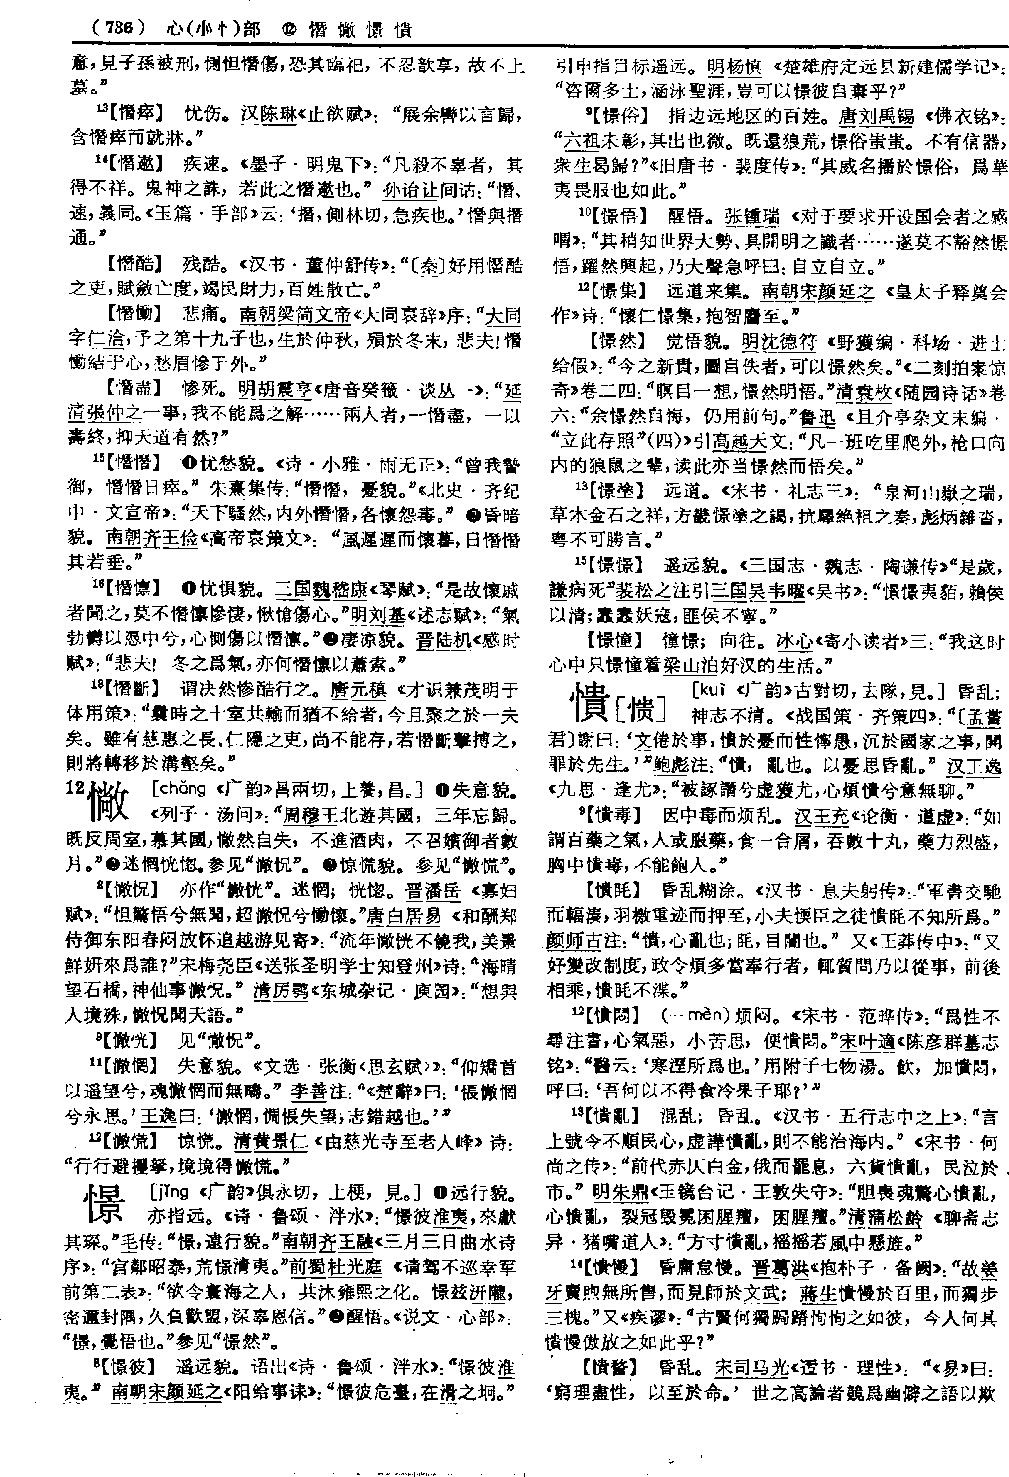 （736） 心（小忄）部 ⑫ 憯 憿 憬 憒
意，見子孫被刑，惻怛憯傷，恐其臨祀，不忍歆享，故不上
墓。”
¹³【憯瘁】 忧伤。汉陈琳《止欲赋》：“展余轡以言歸，
含憯瘁而就牀。”
¹⁴【憯遬】 疾速。《墨子·明鬼下》：“凡殺不辜者，其
得不祥。鬼神之誅，若此之憯遬也。”孙诒让间诂：“憯、
速，義同。《玉篇·手部》云：‘撍，側林切，急疾也。’憯與撍
通。”
【憯酷】 残酷。《汉书·董仲舒传》：“〔秦〕好用憯酷
之吏，賦斂亡度，竭民財力，百姓散亡。”
【憯慟】 悲痛。南朝梁简文帝《大同哀辞》序：“大同
字仁洽，予之第十九子也，生於仲秋，殞於冬末，悲夫！憯
慟結于心，愁眉慘于外。”
【憯盡】 惨死。明胡震亨《唐音癸籤·谈丛一》：“延
濟張仲之一事，我不能爲之解……兩人者，一憯盡，一以
壽終，抑天道有然？”
¹⁵【憯憯】 ❶忧愁貌。《诗·小雅·雨无正》：“曾我暬
御，憯憯日瘁。”朱熹集传：“憯憯，憂貌。”《北史·齐纪
中·文宣帝》：“天下騷然，内外憯憯，各懷怨毒。” ❷昏暗
貌。南朝齐王俭《高帝哀策文》：“風遲遲而懷暮，日憯憯
其若垂。”
¹⁶【憯懍】 ❶忧惧貌。三国魏嵇康《琴赋》：“是故懷戚
者聞之，莫不憯懍慘悽，愀愴傷心。”明刘基《述志赋》：“氣
勃鬱以憑中兮，心惻傷以憯懍。”❷凄凉貌。晋陆机《感时
赋》：“悲夫！冬之爲氣，亦何憯懍以蕭索。”
¹⁸【憯斷】 谓决然惨酷行之。唐元稹《才识兼茂明于
体用策》：“曩時之十室共輸而猶不給者，今且聚之於一夫
矣。雖有慈惠之長，仁隱之吏，尚不能存，若憯斷擊搏之，
則將轉移於溝壑矣。”
12 憿 ［chǎng《广韵》昌兩切，上養，昌。］❶失意貌。
《列子·汤问》：“周穆王北遊其國，三年忘歸。
既反周室，慕其國，憿然自失，不進酒肉，不召嬪御者數
月。”❷迷惘恍惚。参见“憿怳”。❸惊慌貌。参见“憿慌”。
⁸【憿怳】 亦作“憿恍”。迷惘；恍惚。晋潘岳《寡妇
赋》：“怛驚悟兮無聞，超憿怳兮慟懷。”唐白居易《和酬郑
侍御东阳春闷放怀追越游见寄》：“流年憿恍不饒我，美景
鮮妍來爲誰？”宋梅尧臣《送张圣明学士知登州》诗：“海晴
望石橋，神仙事憿怳。”清厉鹗《东城杂记·庾园》：“想與
人境殊，憿怳聞天語。”
⁹【憿恍】 见“憿怳”。
¹¹【憿惘】 失意貌。《文选·张衡〈思玄赋〉》：“仰矯首
以遥望兮，魂憿惘而無疇。”李善注：“《楚辭》曰：‘悵憿惘
兮永思。’王逸曰：‘憿惘，惆悵失望，志錯越也。’”
¹²【憿慌】 惊慌。清黄景仁《由慈光寺至老人峰》诗：
“行行避攫拏，境境得憿慌。”
憬 ［jǐng《广韵》俱永切，上梗，見。］❶远行貌。
亦指远。《诗·鲁颂·泮水》：“憬彼淮夷，來獻
其琛。”毛传：“憬，遠行貌。”南朝齐王融《三月三日曲水诗
序》：“宫鄰昭泰，荒憬清夷。”前蜀杜光庭《请驾不巡幸军
前第二表》：“欲令寰海之人，共沐雍熙之化。憬兹汧隴，
密邇封隅，久負歡盟，深辜恩信。”❷醒悟。《说文·心部》：
“憬，覺悟也。”参见“憬然”。
⁸【憬彼】 遥远貌。语出《诗·鲁颂·泮水》：“憬彼淮
夷。”南朝宋颜延之《阳给事诔》：“憬彼危臺，在滑之坰。”
引申指目标遥远。明杨慎《楚雄府定远县新建儒学记》：
“咨爾多士，涵泳聖涯，豈可以憬彼自棄乎？”
⁹【憬俗】 指边远地区的百姓。唐刘禹锡《佛衣铭》：
“六祖未彰，其出也微。既還狼荒，憬俗蚩蚩。不有信器，
衆生曷歸？”《旧唐书·裴度传》：“其威名播於憬俗，爲華
夷畏服也如此。”
¹⁰【憬悟】 醒悟。张锺瑞《对于要求开设国会者之感
喟》：“其稍知世界大勢、具開明之識者……遂莫不豁然憬
悟，躍然興起，乃大聲急呼曰：自立自立。”
¹²【憬集】 远道来集。南朝宋颜延之《皇太子释奠会
作》诗：“懷仁憬集，抱智麕至。”
【憬然】 觉悟貌。明沈德符《野獲编·科场·进士
给假》：“今之新貴，圖宫佚者，可以憬然矣。”《二刻拍案惊
奇》卷二四：“瞑目一想，憬然明悟。”清袁枚《随园诗话》卷
六：“余憬然自悔，仍用前句。”鲁迅《且介亭杂文末编·
“立此存照”（四）》引高越天文：“凡一班吃里爬外，枪口向
内的狼鼠之辈，读此亦当憬然而悟矣。”
¹³【憬塗】 远道。《宋书·礼志三》：“泉河山嶽之瑞，
草木金石之祥，方畿憬塗之謁，抗驛絶祖之奏，彪炳雜沓，
粤不可勝言。”
¹⁵【憬憬】 遥远貌。《三国志·魏志·陶谦传》“是歲，
謙病死”裴松之注引三国吴韦曜《吴书》：“憬憬夷貊，賴侯
以清；蠢蠢妖寇，匪侯不寧。”
【憬憧】 憧憬；向往。冰心《寄小读者》三：“我这时
心中只憬憧着梁山泊好汉的生活。”
憒［愦］ ［kuì《广韵》古對切，去隊，見。］昏乱；
神志不清。《战国策·齐策四》：“〔孟嘗
君〕謝曰：‘文倦於事，憒於憂而性懧愚，沉於國家之事，開
罪於先生。’”鲍彪注：“憒，亂也。以憂思昏亂。”汉王逸
《九思·逢尤》：“被諑譖兮虚獲尤，心煩憒兮意無聊。”
⁹【憒毒】 因中毒而烦乱。汉王充《论衡·道虚》：“如
謂百藥之氣，人或服藥，食一合屑，吞數十丸，藥力烈盛，
胸中憒毒，不能飽人。”
【憒眊】 昏乱糊涂。《汉书·息夫躬传》：“軍書交馳
而輻湊，羽檄重迹而押至，小夫愞臣之徒憒眊不知所爲。”
颜师古注：“憒，心亂也；眊，目闇也。”又《王莽传中》：“又
好變改制度，政令煩多當奉行者，輒質問乃以從事，前後
相乘，憒眊不渫。”
¹²【憒悶】 （－mèn）烦闷。《宋书·范晔传》：“爲性不
尋注書，心氣惡，小苦思，便憒悶。”宋叶適《陈彦群墓志
铭》：“醫云：‘寒溼所爲也。’用附子七物湯。飲，加憒悶，
呼曰：‘吾何以不得食冷果子耶？’”
¹³【憒亂】 混乱；昏乱。《汉书·五行志中之上》：“言
上號令不順民心，虚譁憒亂，則不能治海内。”《宋书·何
尚之传》：“前代赤仄白金，俄而罷息，六貨憒亂，民泣於
市。”明朱鼎《玉镜台记·王敦失守》：“胆喪魂驚心憒亂，
心憒亂，裂冠毁冕困腥羶，困腥羶。”清蒲松龄《聊斋志
异·猪嘴道人》：“方寸憒亂，摇摇若風中懸旌。”
¹⁴【憒慢】 昏庸怠慢。晋葛洪《抱朴子·备阙》：“故姜
牙賣煦無所售，而見師於文武；蔣生憒慢於百里，而獨步
三槐。”又《疾谬》：“古賢何獨跼蹐恂恂之如彼，今人何其
憒慢傲放之如此乎？”
【憒瞀】 昏乱。宋司马光《迂书·理性》：“《易》曰：
‘窮理盡性，以至於命。’世之高論者競爲幽僻之語以欺